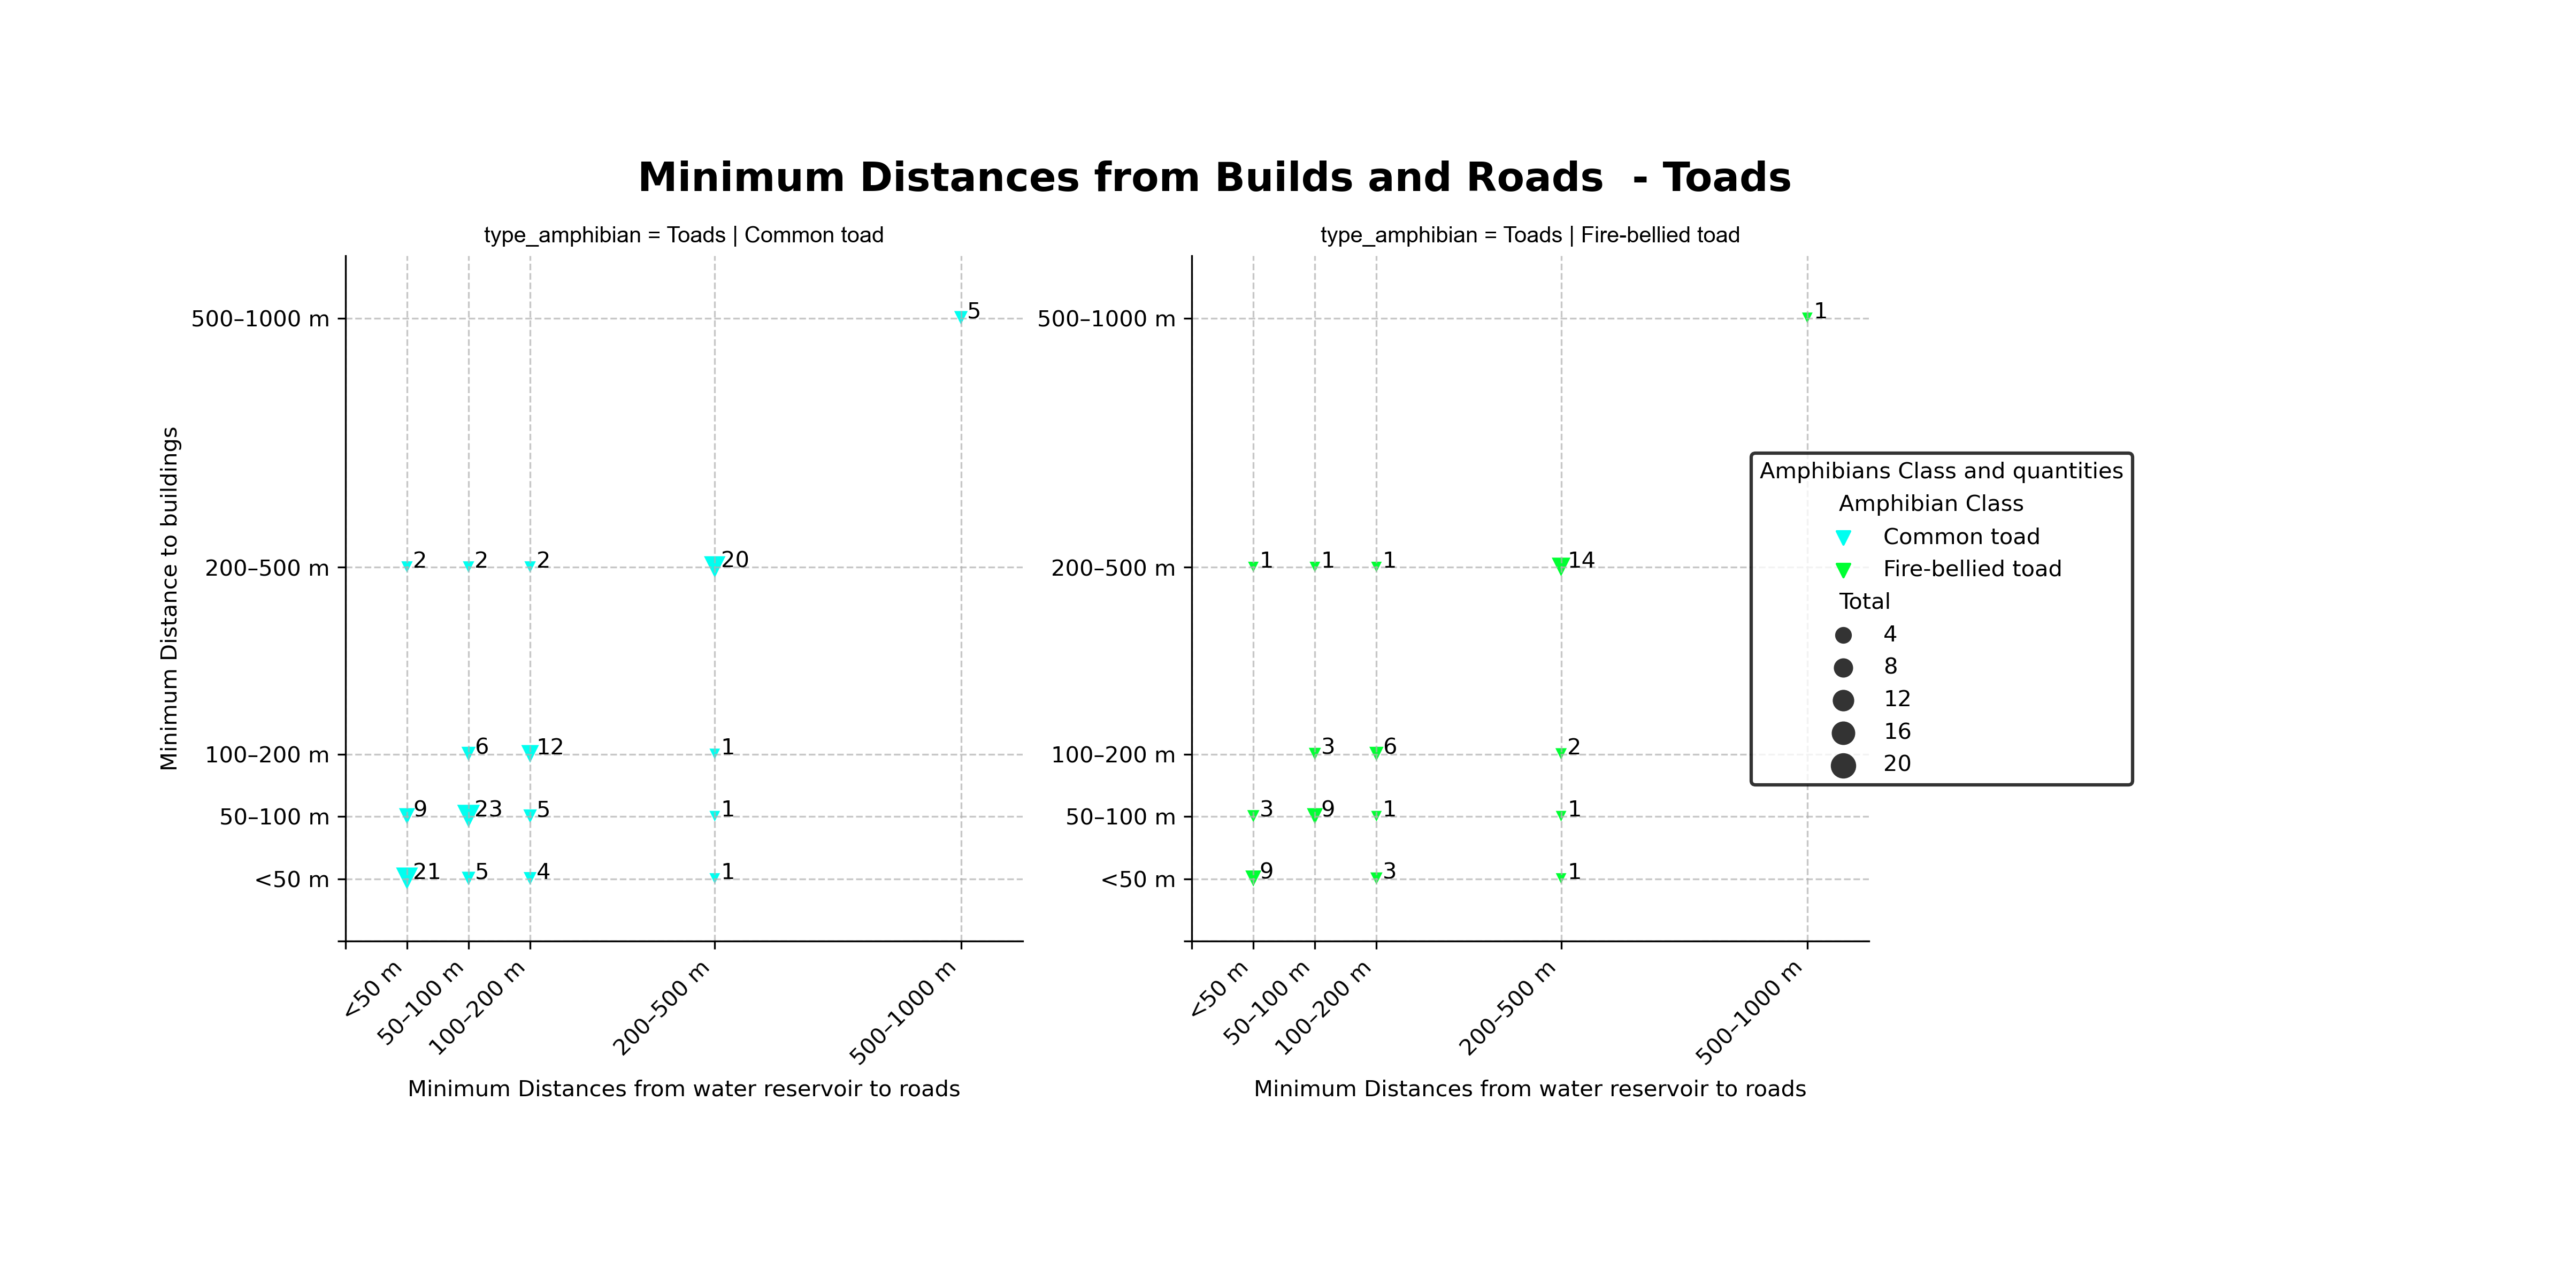 Minimum Distances from Builds and Roads  - Toads
type_amphibian = Toads | Common toad
type_amphibian = Toads | Fire-bellied toad
Minimum Distance to buildings
500–1000 m
5
200–500 m
2
2
2
20
100–200 m
6
12
1
50–100 m
9
23
5
1
<50 m
21
5
4
1
<50 m
50–100 m
100–200 m
200–500 m
500–1000 m
Minimum Distances from water reservoir to roads
500–1000 m
1
200–500 m
1
1
1
14
100–200 m
3
6
2
50–100 m
3
9
1
1
<50 m
9
3
1
<50 m
50–100 m
100–200 m
200–500 m
500–1000 m
Minimum Distances from water reservoir to roads
Amphibians Class and quantities
Amphibian Class
Common toad
Fire-bellied toad
Total
4
8
12
16
20